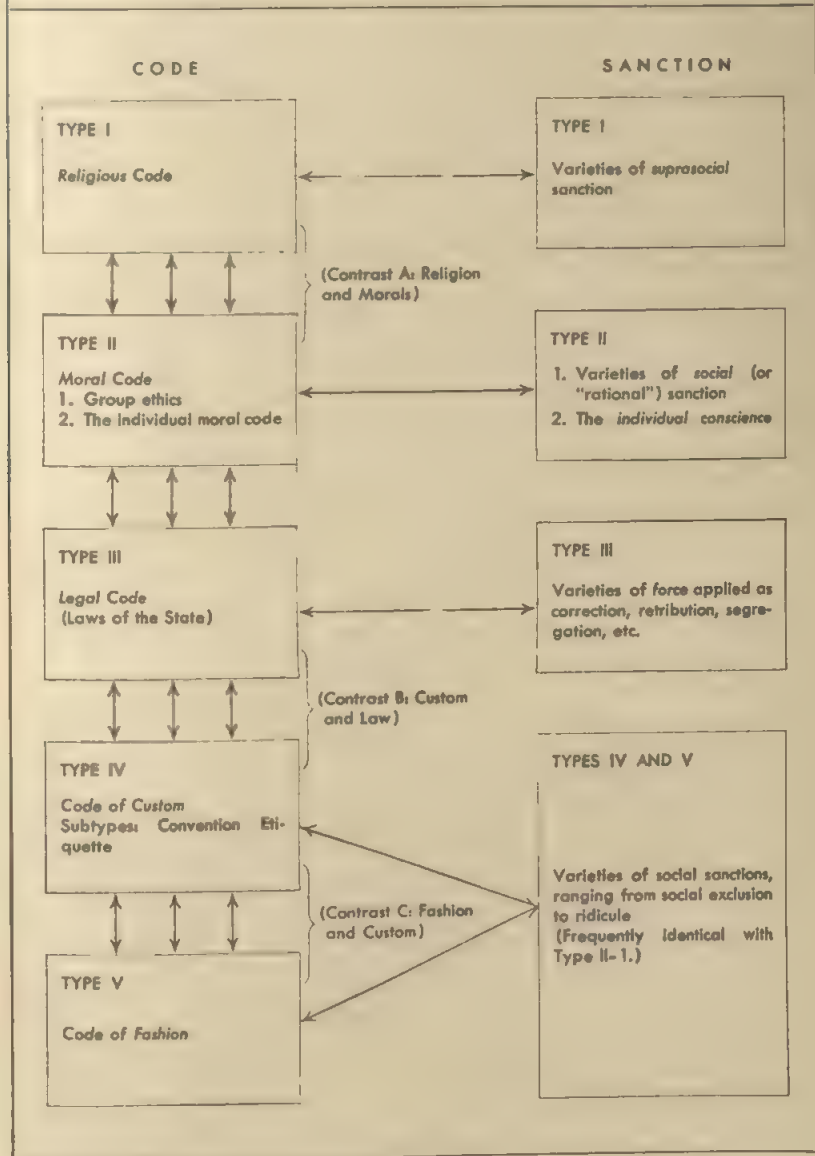 CODE
SANCTION
TYPE I
Religious Code
TYPE I
Varieties of suprasocial
sanction
(Contrast A: Religion
and Morals)
TYPE II
Moral Code
1. Group ethics
2. The individual moral code
TYPE II
1. Varieties of social (or
"rational") sanction
2. The individual conscience
TYPE III
Legal Code
(Laws of the State)
TYPE III
Varieties of force applied as
correction, retribution, segre-
gation, etc.
(Contrast B: Custom
and Law)
TYPE IV
Code of Custom
Subtypes: Convention Eti-
quette
TYPES IV AND V
Varieties of social sanctions,
ranging from social exclusion
to ridicule
(Frequently identical with
Type II-1.)
(Contrast C: Fashion
and Custom)
TYPE V
Code of Fashion